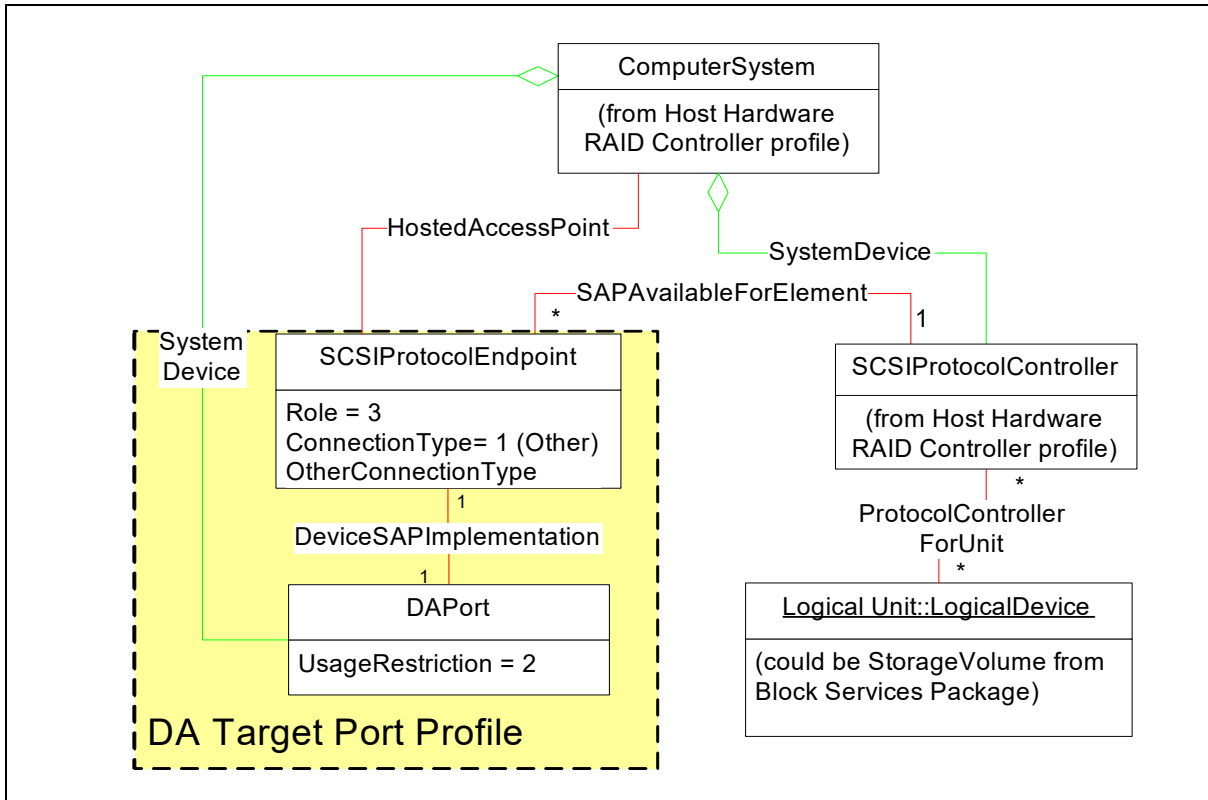 ComputerSystem
(from Host Hardware
RAID Controller profile)
HostedAccessPoint
SystemDevice
SAPAvailableForElement
*
1
System
Device
SCSIProtocolEndpoint
Role = 3
ConnectionType= 1 (Other)
OtherConnectionType
SCSIProtocolController
(from Host Hardware
RAID Controller profile)
1
*
DeviceSAPImplementation
ProtocolController
ForUnit
1
*
DAPort
UsageRestriction = 2
Logical Unit::LogicalDevice
(could be StorageVolume from
Block Services Package)
DA Target Port Profile